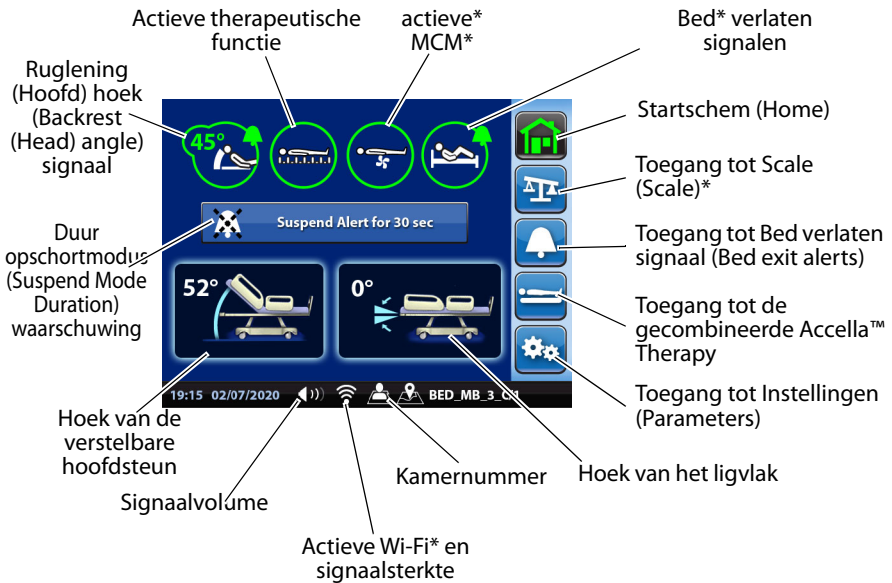 Actieve therapeutische
functie
actieve*
MCM*
Bed* verlaten
signalen
Ruglening
(Hoofd) hoek
(Backrest
(Head) angle)
signaal
Startschem (Home)
Toegang tot Scale
(Scale)*
Toegang tot Bed verlaten
signaal (Bed exit alerts)
Toegang tot de
gecombineerde Accella™
Therapy
Toegang tot Instellingen
(Parameters)
Duur
opschortmodus
(Suspend Mode
Duration)
waarschuwing
45°
Suspend Alert for 30 sec
52°
0°
19:15 02/07/2020
BED_MB_3_CM
Hoek van de
verstelbare
hoofdsteun
Signaalvolume
Actieve Wi-Fi* en
signaalsterkte
Kamernummer
Hoek van het ligvlak